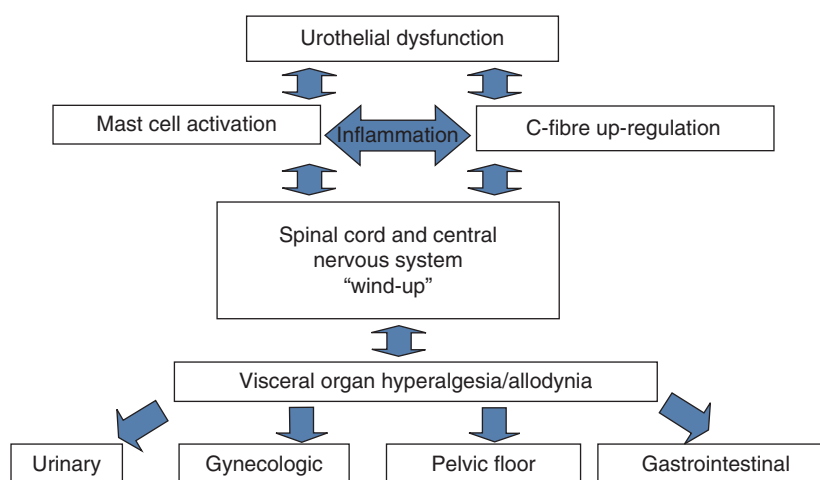 Urothelial dysfunction
Mast cell activation
Inflammation
C-fibre up-regulation
Spinal cord and central
nervous system
“wind-up”
Visceral organ hyperalgesia/allodynia
Urinary
Gynecologic
Pelvic floor
Gastrointestinal